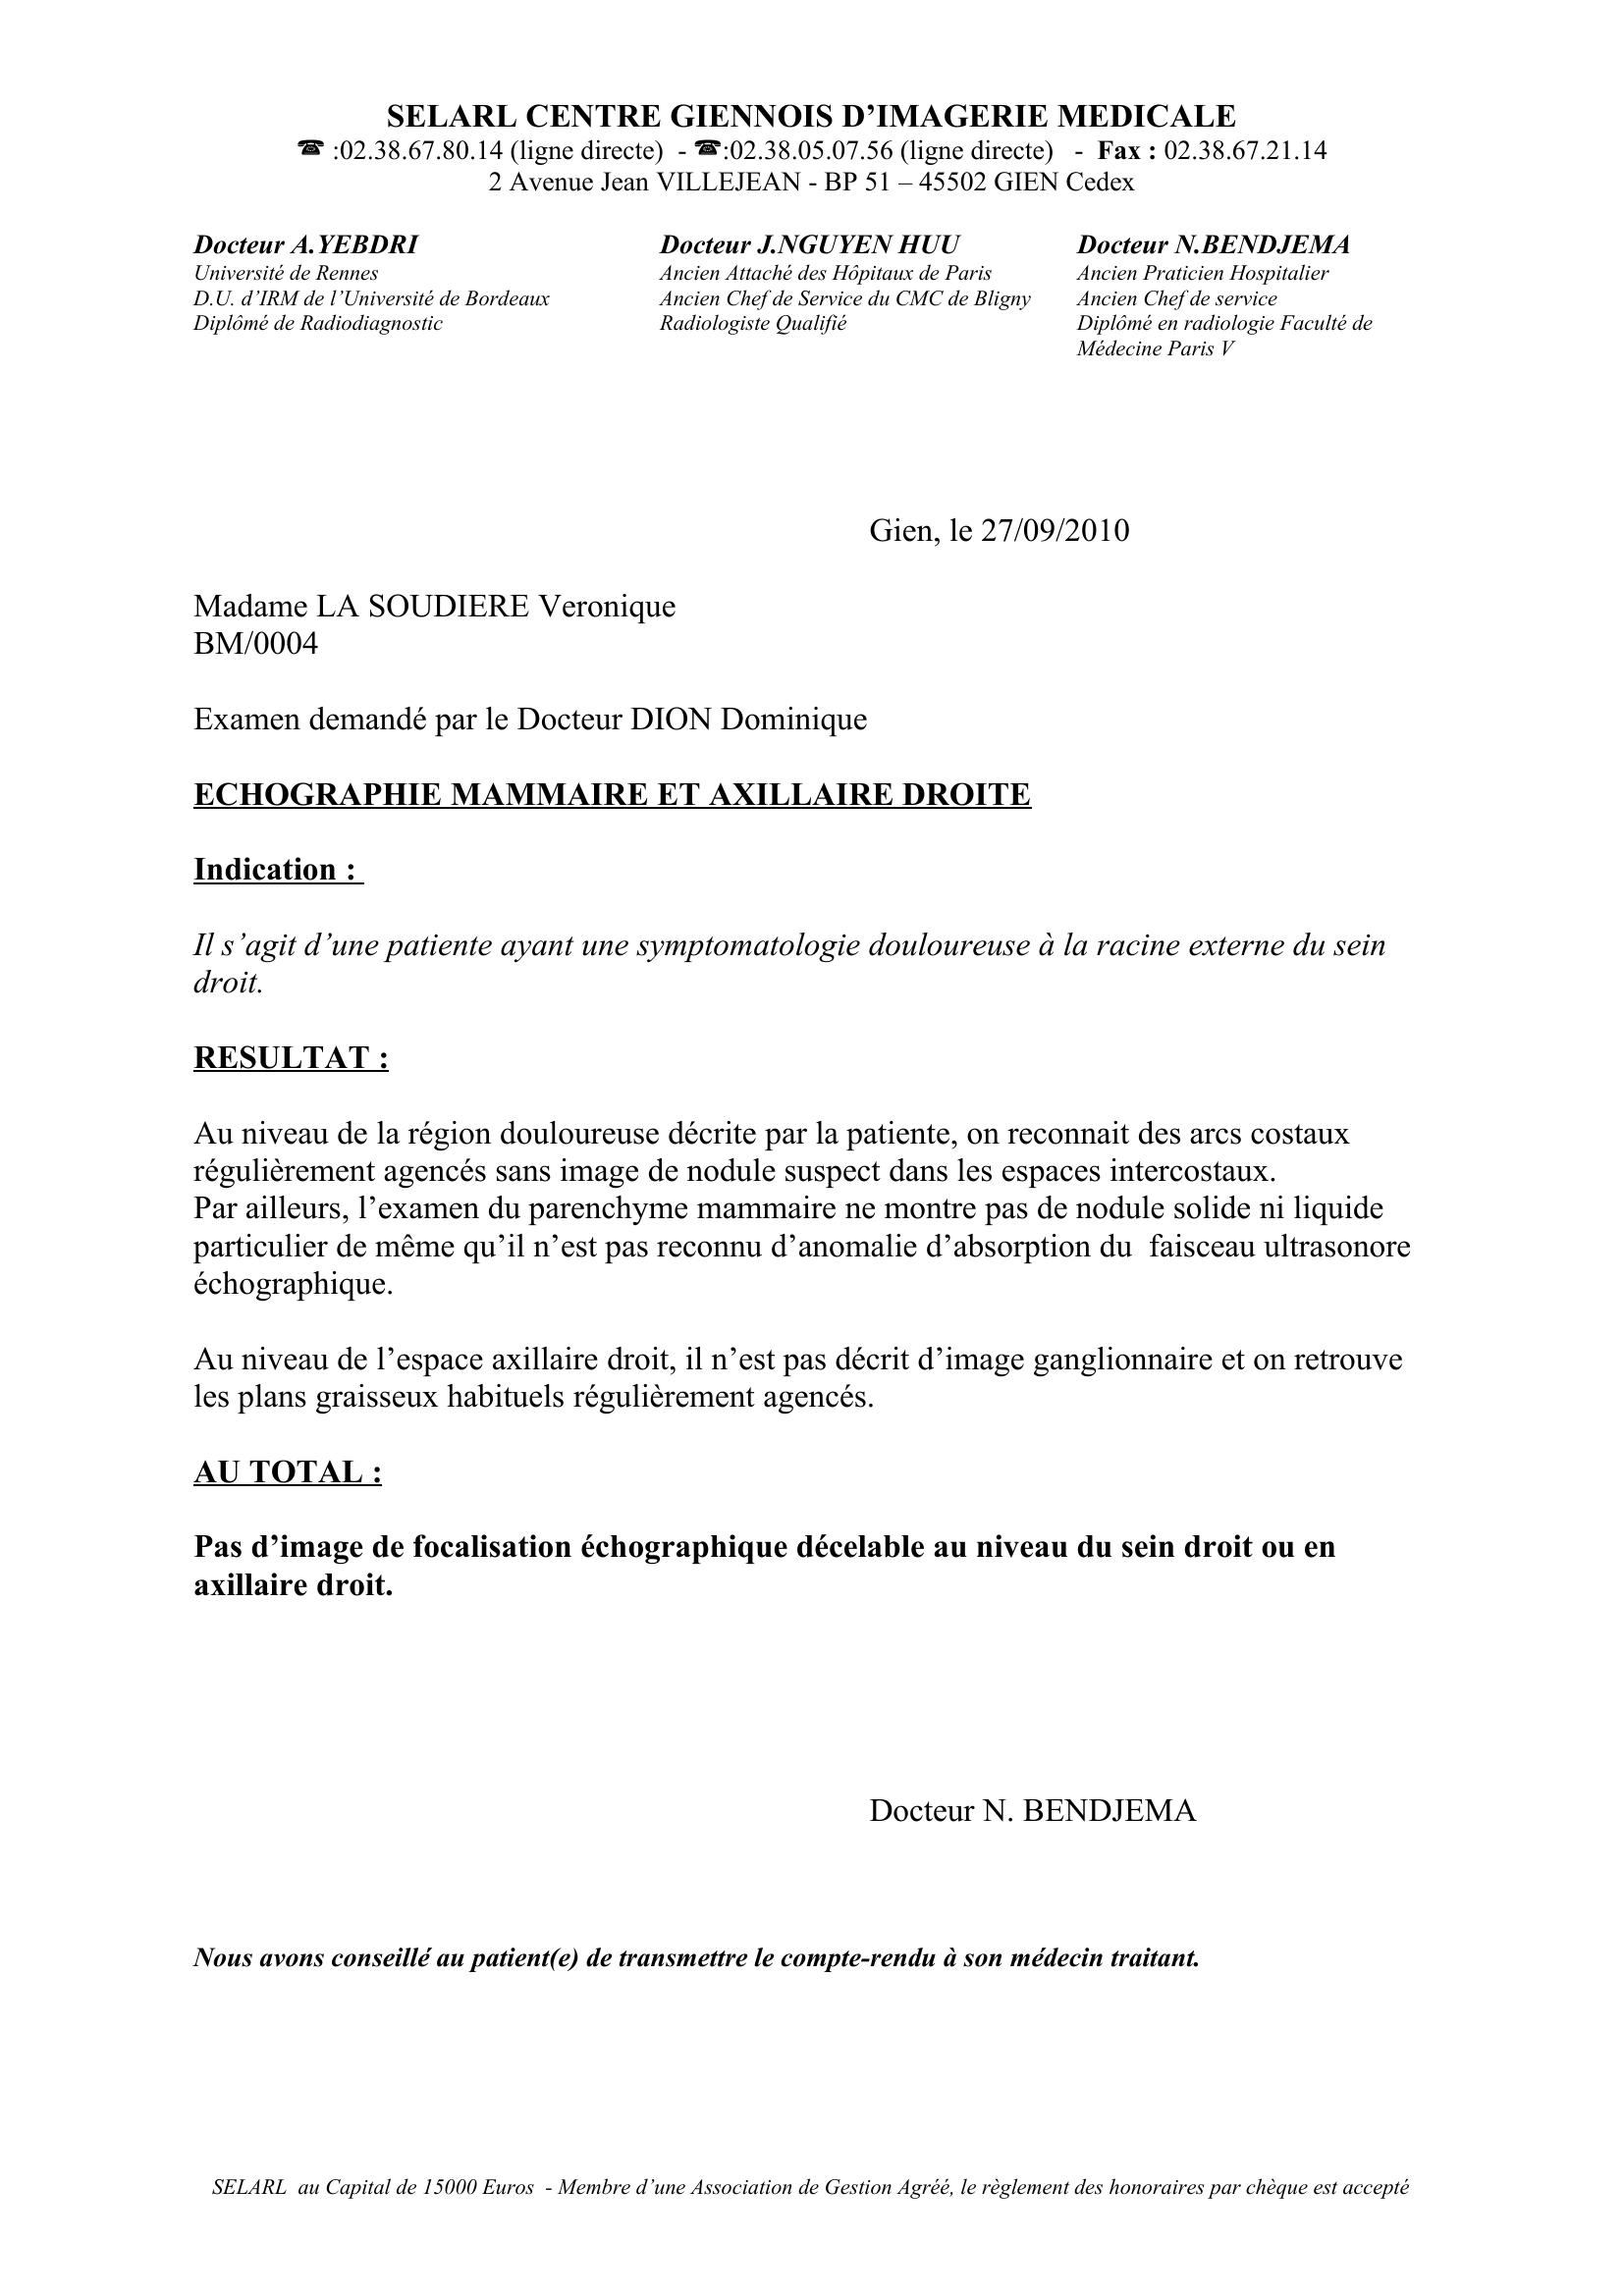 SELARL CENTRE GIENNOIS D’IMAGERIE MEDICALE
☎ :02.38.67.80.14 (ligne directte) - ☎:02.38.05.07.56 (ligne directe) - Fax : 02.38.67.21.14
2 Avenue Jean VILLEJEAN - BP 51 – 45502 GIEN Cedex
Docteur A.YEBDRI
Université de Rennes
D.U. d’IRM de l’Université de Bordeaux
Diplômé de Radiodiagnostic
Docteur J.NGUYEN HUU
Ancien Attaché des Hôpitaux de Paris
Ancien Chef de Service du CMC de Bligny
Radiologiste Qualifié
Docteur N.BENDJEMA
Ancien Praticien Hospitalier
Ancien Chef de service
Diplômé en radiologie Faculté de
Médecine Paris V
Gien, le 27/09/2010
Madame LA SOUDIERE Veronique
BM/0004
Examen demandé par le Docteur DION Dominique
ECHOGRAPHIE MAMMAIRE ET AXILLAIRE DROITE
Indication :
Il s’agit d’une patiente ayant une symptomatologie douloureuse à la racine externe du sein
droit.
RESULTAT :
Au niveau de la région douloureuse décrite par la patiente, on reconnait des arcs costaux
régulièrement agencés sans image de nodule suspect dans les espaces intercostaux.
Par ailleurs, l’examen du parenchyme mammaire ne montre pas de nodule solide ni liquide
particulier de même qu’il n’est pas reconnu d’anomalie d’absorption du faisceau ultrasonore
échographique.
Au niveau de l’espace axillaire droit, il n’est pas décrit d’image ganglionnaire et on retrouve
les plans graisseux habituels régulièrement agencés.
AU TOTAL :
Pas d’image de focalisation échographique décelable au niveau du sein droit ou en
axillaire droit.
Docteur N. BENDJEMA
Nous avons conseillé au patient(e) de transmettre le compte-rendu à son médecin traitant.
SELARL au Capital de 15000 Euros - Membre d’une Association de Gestion Agréé, le règlement des honoraires par chèque est accepté